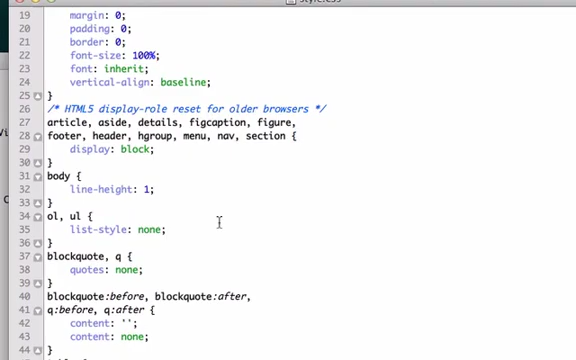 style.css
19 margin: 0;
20 padding: 0;
21 border: 0;
22 font-size: 100%;
23 font: inherit;
24 vertical-align: baseline;
25 }
26 /* HTML5 display-role reset for older browsers */
27 article, aside, details, figcaption, figure,
28 footer, header, hgroup, menu, nav, section {
29 display: block;
30 }
31 body {
32 line-height: 1;
33 }
34 ol, ul {
35 list-style: none;
36 }
37 blockquote, q {
38 quotes: none;
39 }
40 blockquote:before, blockquote:after,
41 q:before, q:after {
42 content: '';
43 content: none;
44 }